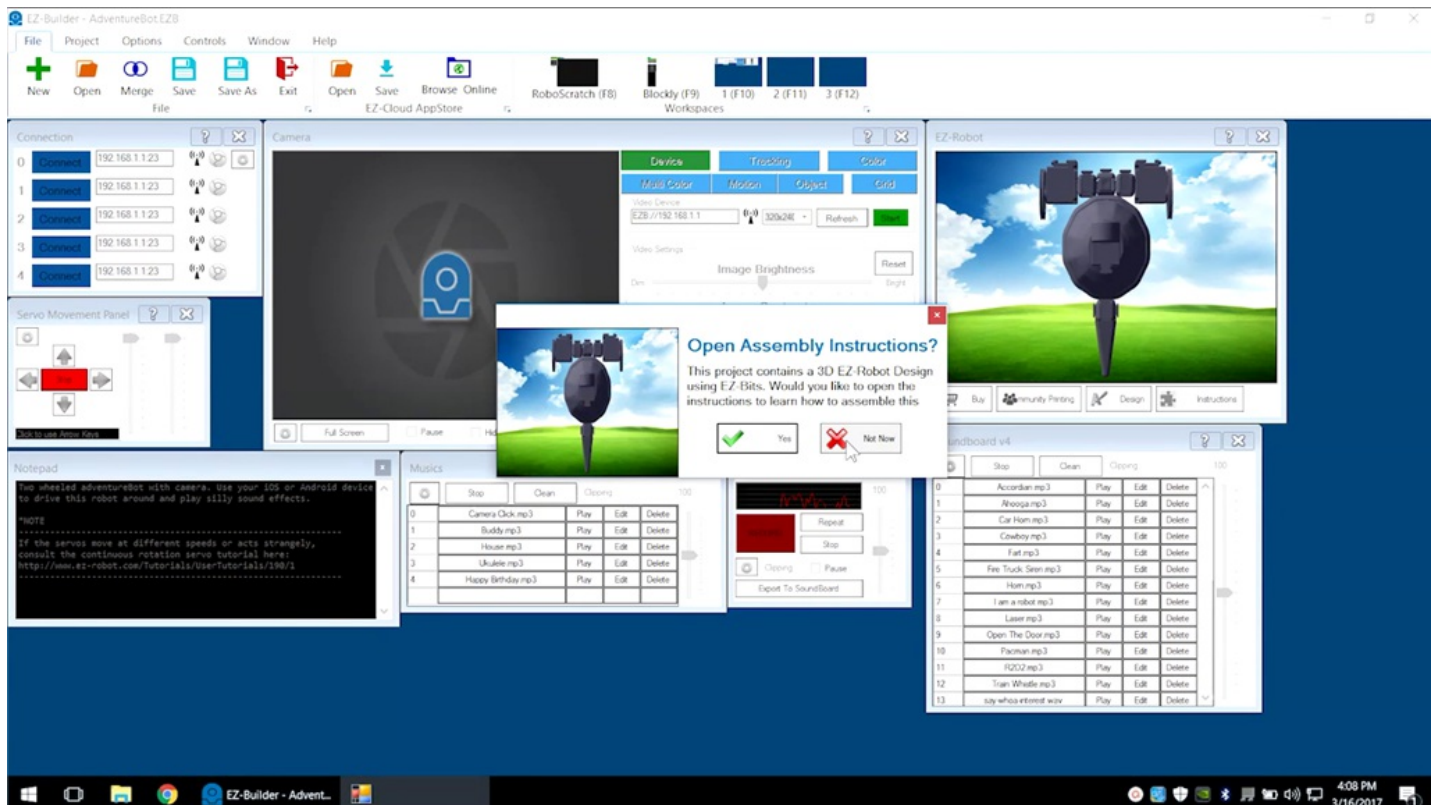 EZ-Builder - AdventureBot.EZB
File Project Options Controls Window Help
New Open Merge Save Save As Exit Open Save Browse Online RoboScratch (F8) Blockly (F9) 1 (F10) 2 (F11) 3 (F12)
File EZ-Cloud AppStore Workspaces
Connection
0 Connect 192.168.1.1:23
1 Connect 192.168.1.1:23
2 Connect 192.168.1.1:23
3 Connect 192.168.1.1:23
4 Connect 192.168.1.1:23
Camera
Device Tracking Color
Multi Color Motion Object Grid
Video Device
EZB://192.168.1.1 320x240 Refresh Start
Video Settings
Reset
Image Brightness
Dim Bright
Full Screen Pause
EZ-Robot
Buy Community Printing Design Instructions
Servo Movement Panel
Stop
Click to use Arrow Keys
Open Assembly Instructions?
This project contains a 3D EZ-Robot Design
using EZ-Bits. Would you like to open the
instructions to learn how to assemble this
Yes Not Now
Notepad
Two wheeled adventureBot with camera. Use your iOS or Android device
to drive this robot around and play silly sound effects.
*NOTE
If the servos move at different speeds or acts strangely,
consult the continuous rotation servo tutorial here:
http://www.ez-robot.com/Tutorials/UserTutorials/190/1
Musics
Stop Clean Clipping 100
0 Camera Click.mp3 Play Edit Delete
1 Buddy.mp3 Play Edit Delete
2 House.mp3 Play Edit Delete
3 Ukulele.mp3 Play Edit Delete
4 Happy Birthday.mp3 Play Edit Delete
100
Repeat
Stop
Clipping Pause
Export To SoundBoard
oundboard v4
Stop Clean Clipping 100
0 Accordian.mp3 Play Edit Delete
1 Ahooga.mp3 Play Edit Delete
2 Car Horn.mp3 Play Edit Delete
3 Cowboy.mp3 Play Edit Delete
4 Fart.mp3 Play Edit Delete
5 Fire Truck Siren.mp3 Play Edit Delete
6 Horn.mp3 Play Edit Delete
7 I am a robot.mp3 Play Edit Delete
8 Laser.mp3 Play Edit Delete
9 Open The Door.mp3 Play Edit Delete
10 Pacman.mp3 Play Edit Delete
11 R2D2.mp3 Play Edit Delete
12 Train Whistle.mp3 Play Edit Delete
13 say whoa interest.wav Play Edit Delete
EZ-Builder - Advent...
4:08 PM
3/16/2017